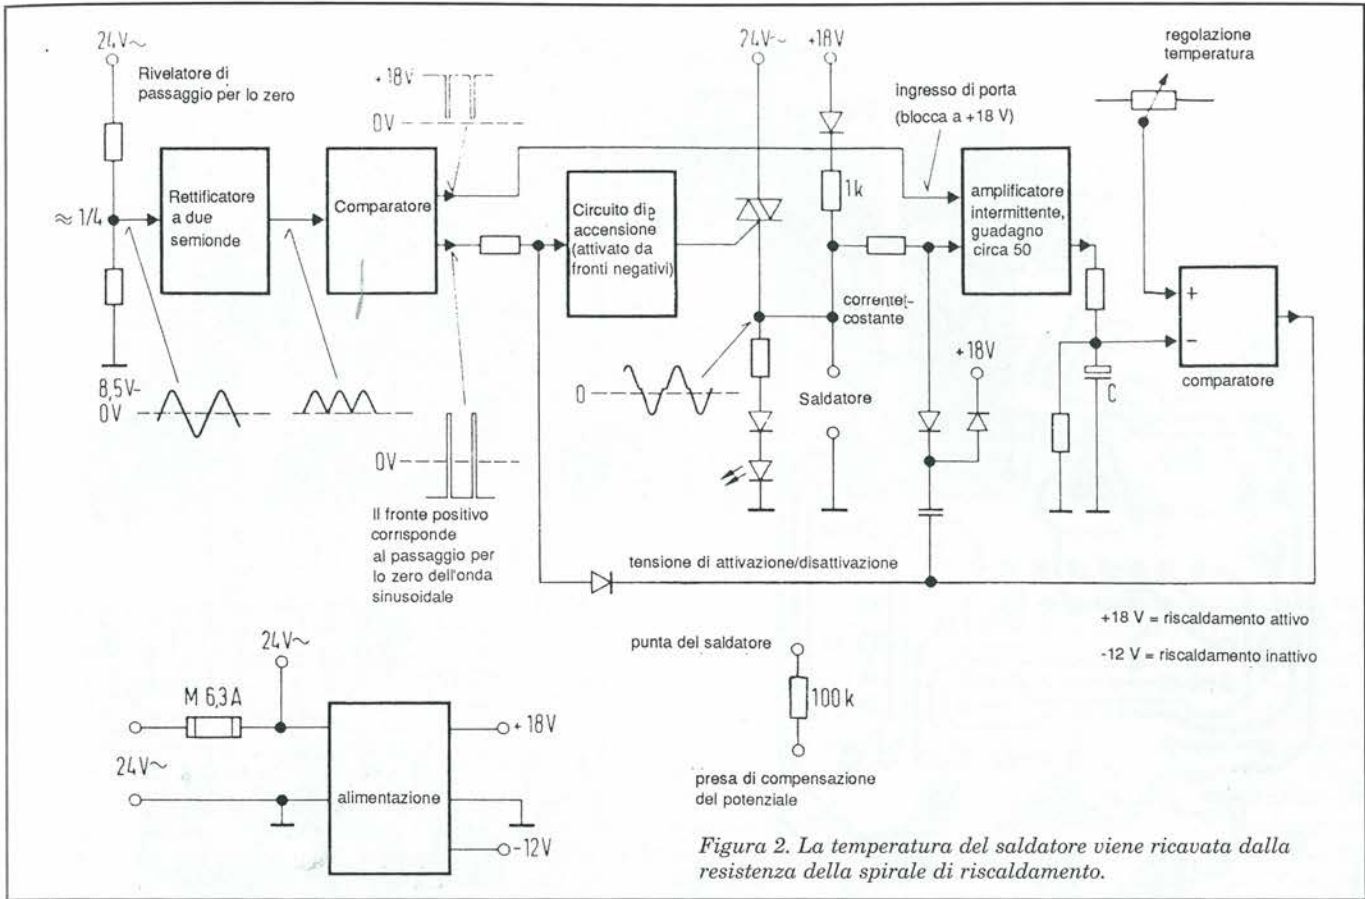 24V~
Rivelatore di
passaggio per lo zero
+18V
0V
24V~
+18V
regolazione
temperatura
ingresso di porta
(blocca a +18 V)
≈ 1/4
Rettificatore
a due
semionde
Comparatore
Circuito di
accensione
(attivato da
fronti negativi)
1k
amplificatore
intermittente,
guadagno
circa 50
corrente
costante
+
−
comparatore
C
+18V
8,5V-
0V
0
Saldatore
0V
Il fronte positivo
corrisponde
al passaggio per
lo zero dell'onda
sinusoidale
tensione di attivazione/disattivazione
+18 V = riscaldamento attivo
-12 V = riscaldamento inattivo
24V~
M 6,3A
24V~
alimentazione
+18V
-12V
punta del saldatore
100k
presa di compensazione
del potenziale
Figura 2. La temperatura del saldatore viene ricavata dalla
resistenza della spirale di riscaldamento.